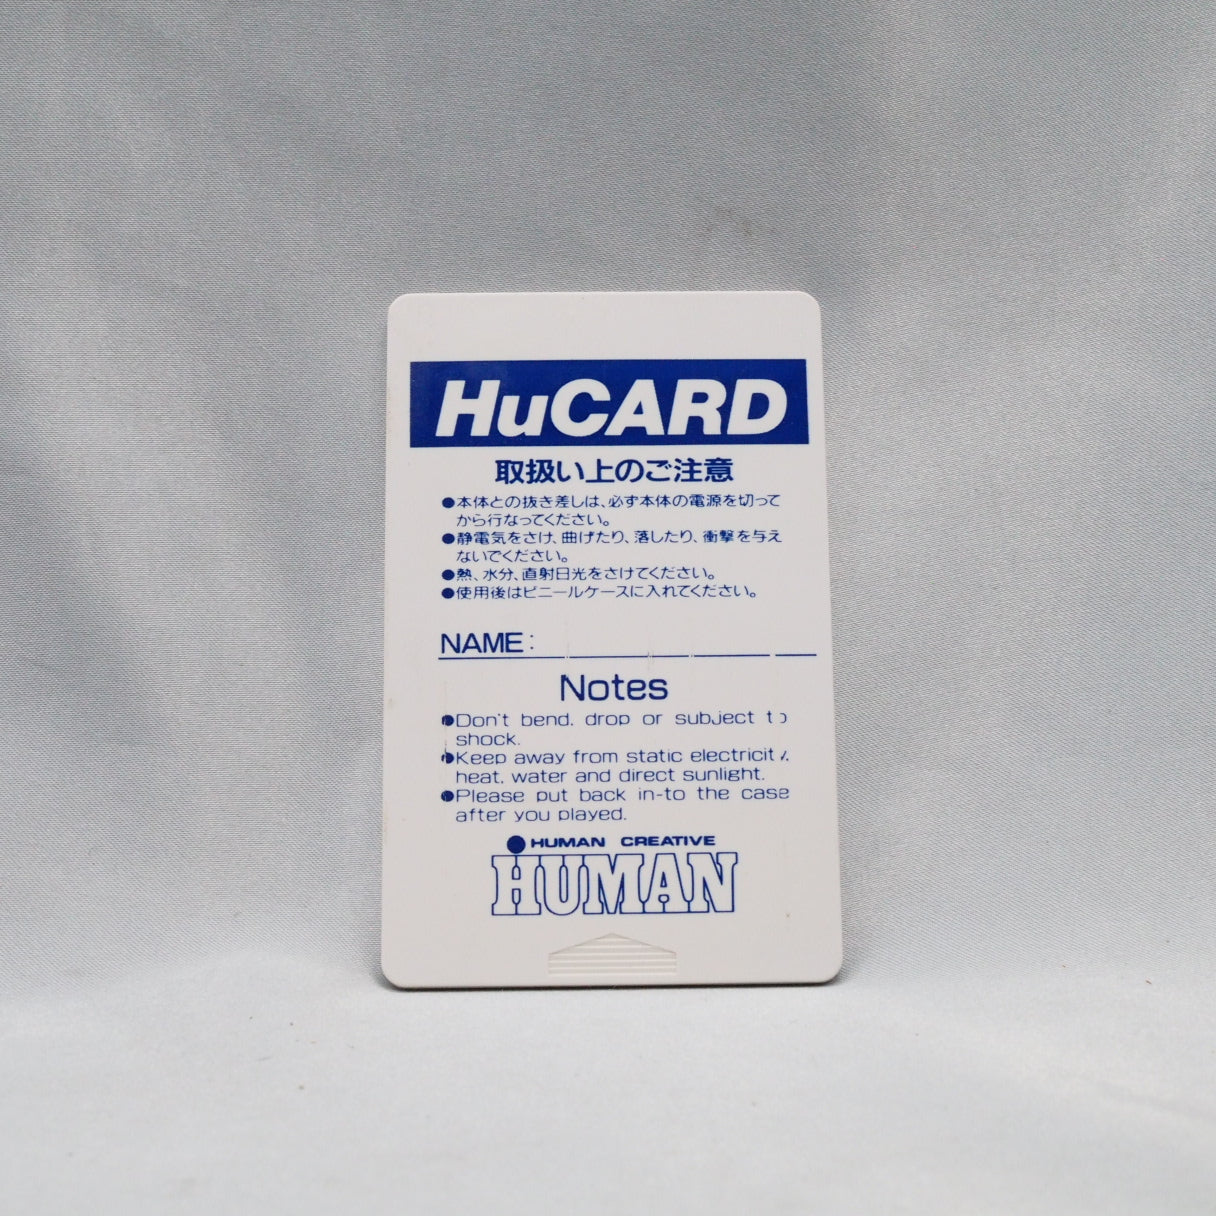 HuCARD
取扱い上のご注意
●本体との抜き差しは、必ず本体の電源を切って
から行なってください。
●静電気をさけ、曲げたり、落したり、衝撃を与え
ないでください。
●熱、水分、直射日光をさけてください。
●使用後はビニールケースに入れてください。
NAME:
Notes
●Don't bend. drop or subject to
shock.
●Keep away from static electricity,
heat, water and direct sunlight.
●Please put back in-to the case
after you played.
HUMAN CREATIVE
HUMAN